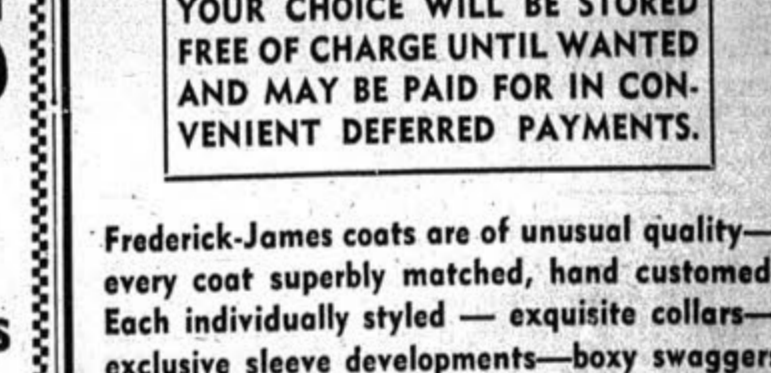 YOUR CHOICE WILL BE STORED
FREE OF CHARGE UNTIL WANTED
AND MAY BE PAID FOR IN CON-
VENIENT DEFERRED PAYMENTS.
Frederick-James coats are of unusual quality—
every coat superbly matched, hand customed
Each individually styled — exquisite collars—
exclusive sleeve developments—boxy swagger